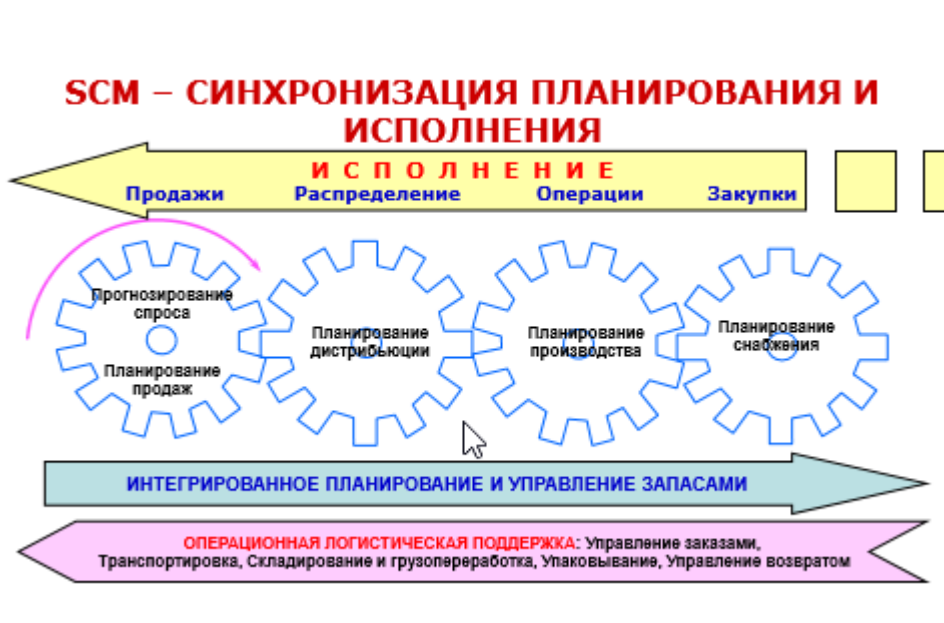 SCM – СИНХРОНИЗАЦИЯ ПЛАНИРОВАНИЯ И
ИСПОЛНЕНИЯ
ИСПОЛНЕНИЕ
Продажи Распределение Операции Закупки
Прогнозирование
спроса
Планирование
продаж
Планирование
дистрибьюции
Планирование
производства
Планирование
снабжения
ИНТЕГРИРОВАННОЕ ПЛАНИРОВАНИЕ И УПРАВЛЕНИЕ ЗАПАСАМИ
ОПЕРАЦИОННАЯ ЛОГИСТИЧЕСКАЯ ПОДДЕРЖКА: Управление заказами,
Транспортировка, Складирование и грузопереработка, Упаковывание, Управление возвратом